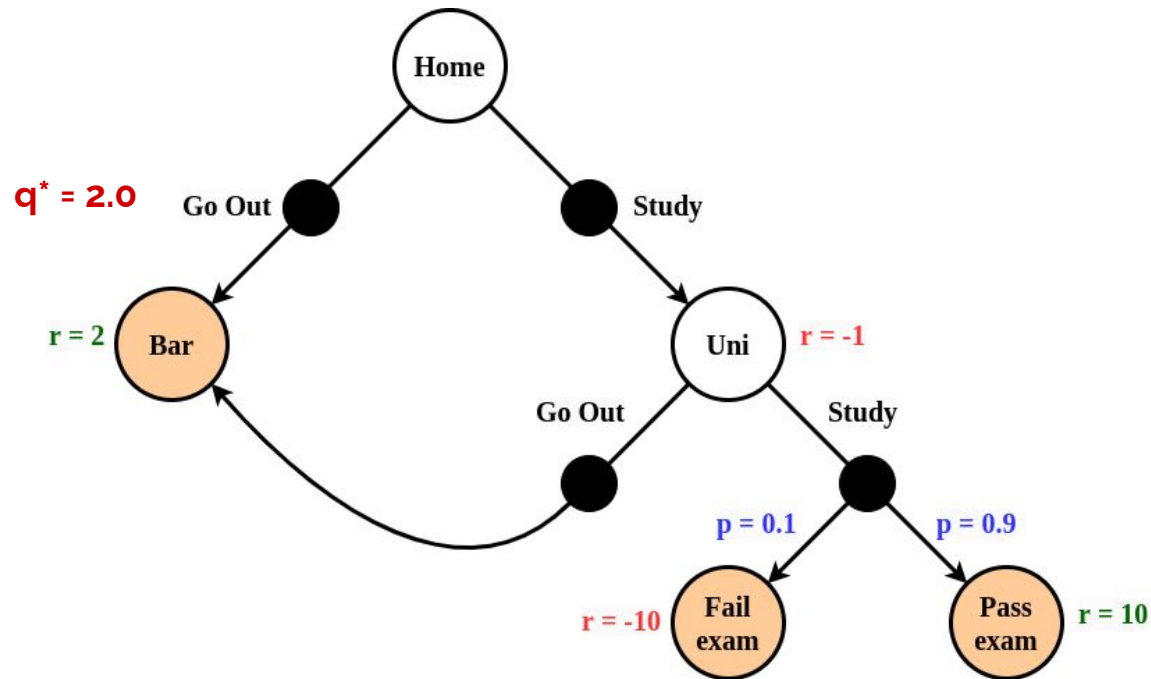 Home
q* = 2.0
Go Out
Study
r = 2
Bar
Uni
r = -1
Go Out
Study
p = 0.1
p = 0.9
r = -10
Fail
exam
Pass
exam
r = 10